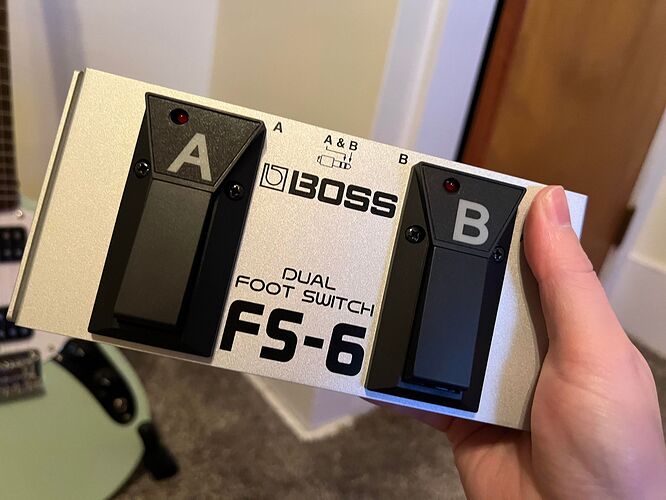 A
A
A & B
B
BOSS
B
DUAL
FOOT SWITCH
FS-6